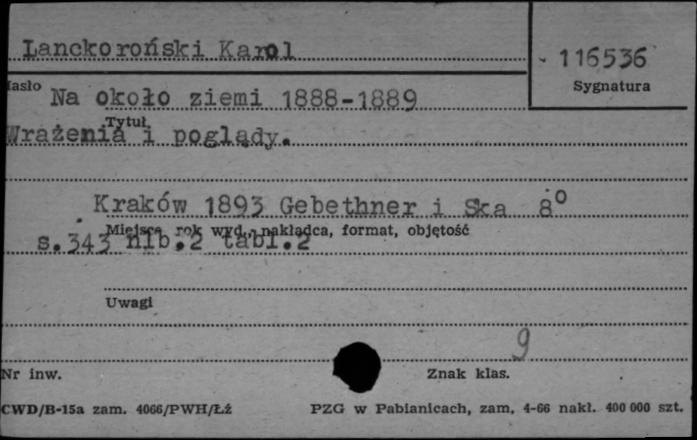 Lanckoroński Karol
116536
Hasło
Sygnatura
Na około ziemi 1888-1889
Tytuł
Wrażenia i poglądy.
Kraków 1893 Gebethner i Ska 8°
Miejsce, rok wyd., nakładca, format, objętość
s.343 nlb.2 tabl.2
Uwagi
9
Nr inw.
Znak klas.
CWD/B-15a zam. 4066/PWH/Łź
PZG w Pabianicach, zam. 4-66 nakł. 400 000 szt.